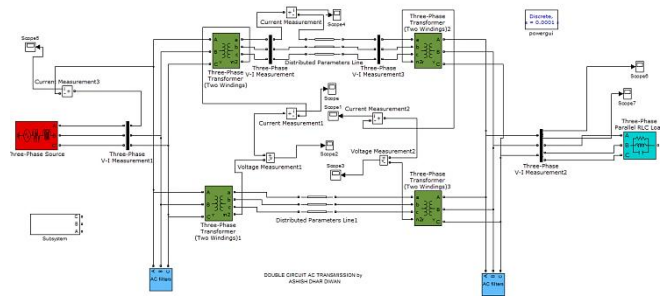 Scope5
Current Measurement
Scope4
Three-Phase
Transformer
(Two Windings)2
Discrete,
= 0.0001
powergui
Three-Phase
Transformer
(Two Windings)
Three-Phase
V-I Measurement
Distributed Parameters Line
Three-Phase
V-I Measurement3
Current Measurement3
Scope6
Scope7
Scope
Scope1
Current Measurement2
Current Measurement1
Three-Phase Source
Three-Phase
V-I Measurement1
Voltage Measurement1
Scope2
Scope3
Voltage Measurement2
Three-Phase
Parallel RLC Load
Three-Phase
V-I Measurement2
Three-Phase
Transformer
(Two Windings)3
Distributed Parameters Line1
Three-Phase
Transformer
(Two Windings)1
Subsystem
AC filters
AC filters
DOUBLE CIRCUIT AC TRANSMISSION by
ASHISH DHAR DIWAN